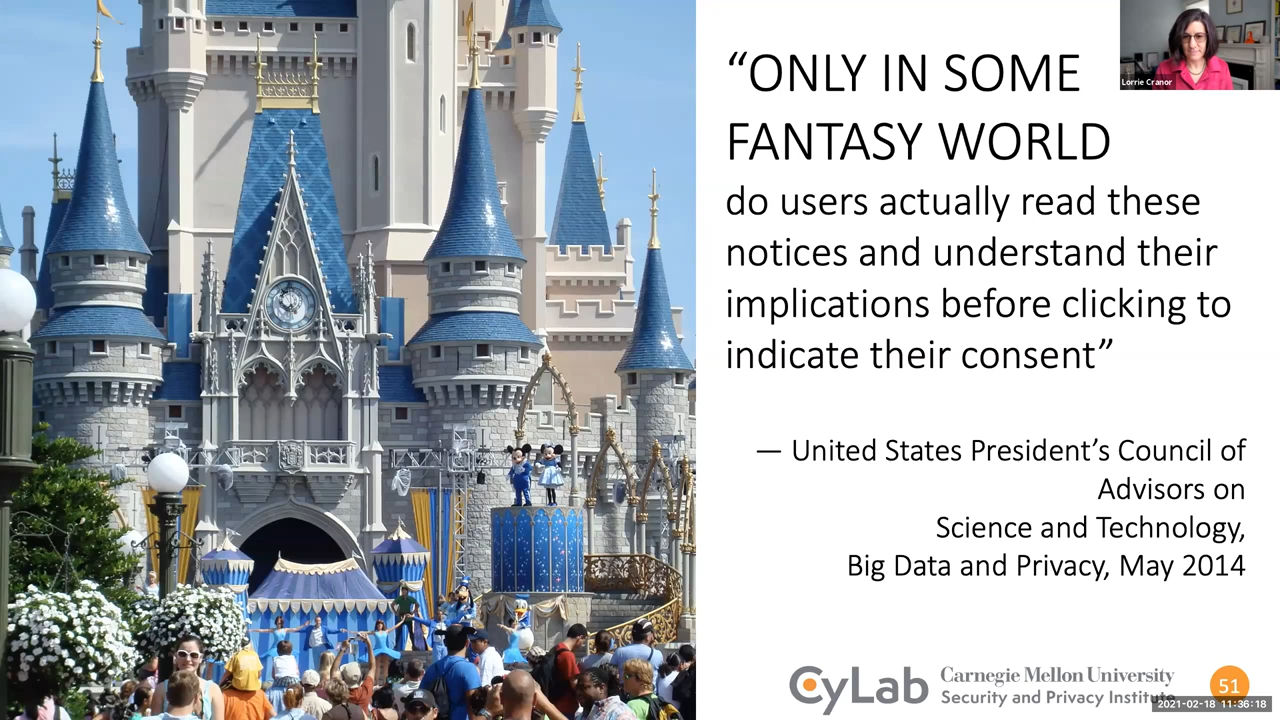 “ONLY IN SOME
FANTASY WORLD
do users actually read these
notices and understand their
implications before clicking to
indicate their consent”
— United States President’s Council of
Advisors on
Science and Technology,
Big Data and Privacy, May 2014
Lorrie Cranor
CyLab Carnegie Mellon University
Security and Privacy Institute
51
2021-02-18 11:36:18